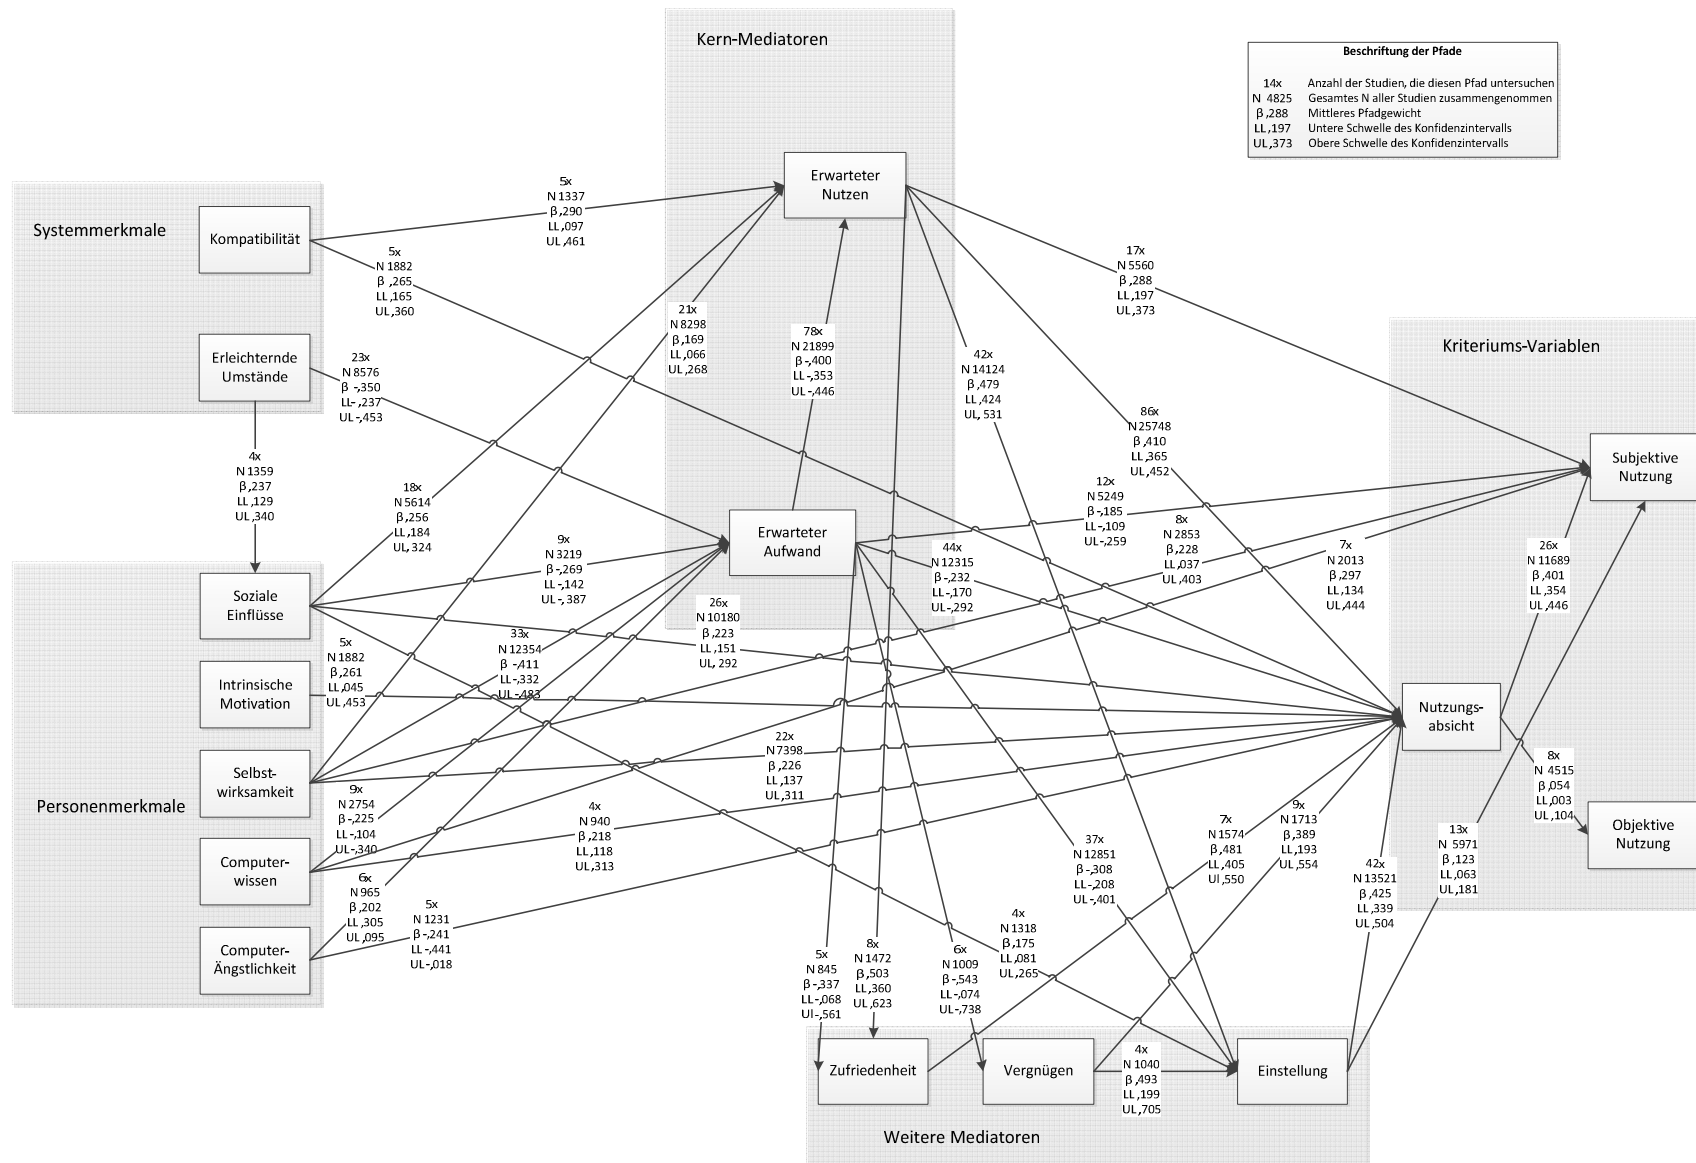 Kern-Mediatoren
Beschriftung der Pfade
14x Anzahl der Studien, die diesen Pfad untersuchen
N 4825 Gesamtes N aller Studien zusammengenommen
β ,288 Mittleres Pfadgewicht
LL ,197 Untere Schwelle des Konfidenzintervalls
UL ,373 Obere Schwelle des Konfidenzintervalls
Erwarteter
Nutzen
5x
N 1337
β ,290
LL ,097
UL ,461
Systemmerkmale
Kompatibilität
5x
N 1882
β ,265
LL ,165
UL ,360
17x
N 5560
β ,288
LL ,197
UL ,373
21x
N 8298
β ,169
LL ,066
UL ,268
78x
N 21899
β -,400
LL -,353
UL -,446
Erleichternde
Umstände
23x
N 8576
β -,350
LL- ,237
UL -,453
42x
N 14124
β ,479
LL ,424
UL, 531
Kriteriums-Variablen
86x
N 25748
β ,410
LL ,365
UL ,452
Subjektive
Nutzung
4x
N 1359
β ,237
LL ,129
UL ,340
18x
N 5614
β ,256
LL ,184
UL, 324
12x
N 5249
β -,185
LL -,109
UL -,259
Erwarteter
Aufwand
8x
N 2853
β ,228
LL ,037
UL ,403
9x
N 3219
β -,269
LL -,142
UL -,387
44x
N 12315
β -,232
LL -,170
UL -,292
7x
N 2013
β ,297
LL ,134
UL ,444
26x
N 11689
β ,401
LL ,354
UL ,446
Soziale
Einflüsse
26x
N 10180
β ,223
LL ,151
UL, 292
33x
N 12354
β -,411
LL -,332
UL -,483
5x
N 1882
β ,261
LL ,045
UL ,453
Intrinsische
Motivation
Nutzungs-
absicht
22x
N 7398
β ,226
LL ,137
UL ,311
8x
N 4515
β ,054
LL ,003
UL ,104
Selbst-
wirksamkeit
Personenmerkmale
9x
N 2754
β -,225
LL -,104
UL -,340
4x
N 940
β ,218
LL ,118
UL ,313
9x
N 1713
β ,389
LL ,193
UL ,554
7x
N 1574
β ,481
LL ,405
Ul ,550
Objektive
Nutzung
13x
N 5971
β ,123
LL ,063
UL ,181
37x
N 12851
β -,308
LL -,208
UL -,401
42x
N 13521
β ,425
LL ,339
UL ,504
Computer-
wissen
6x
N 965
β ,202
LL ,305
UL ,095
5x
N 1231
β -,241
LL -,441
UL -,018
4x
N 1318
β ,175
LL ,081
UL ,265
Computer-
Ängstlichkeit
5x
N 845
β -,337
LL -,068
Ul -,561
8x
N 1472
β ,503
LL ,360
UL ,623
6x
N 1009
β -,543
LL -,074
UL -,738
Zufriedenheit
Vergnügen
4x
N 1040
β ,493
LL ,199
UL ,705
Einstellung
Weitere Mediatoren